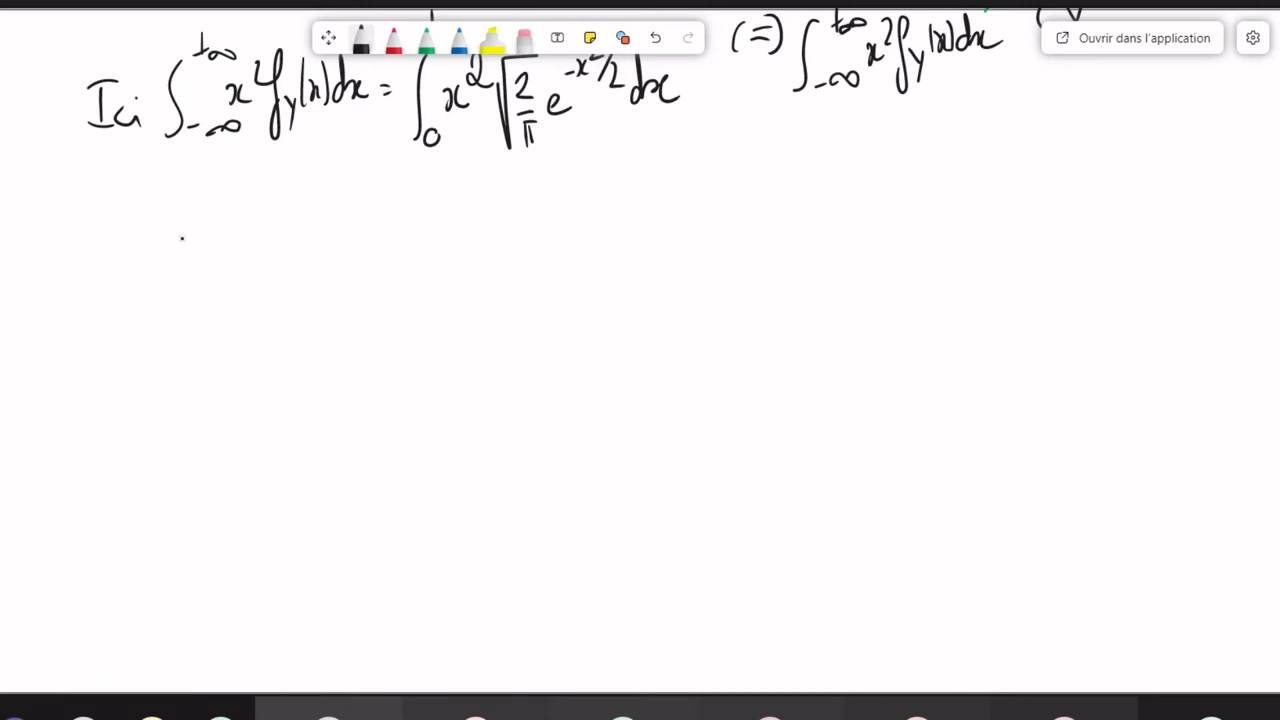 (=) ∫_{-∞}^{+∞} x² f_Y(x)dx
Ouvrir dans l'application
Ici ∫_{-∞}^{+∞} x² f_Y(x)dx = ∫_0 x² √(2/π) e^{-x²/2} dx